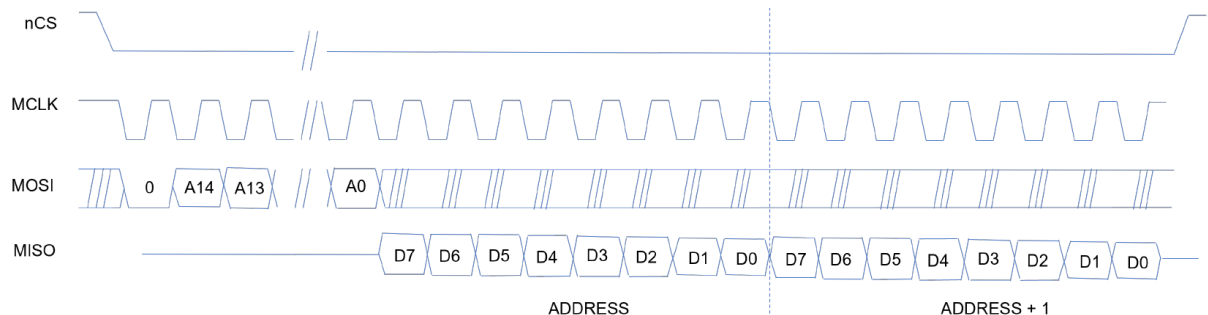 nCS
MCLK
MOSI 0 A14 A13 A0
MISO D7 D6 D5 D4 D3 D2 D1 D0 D7 D6 D5 D4 D3 D2 D1 D0
ADDRESS ADDRESS + 1